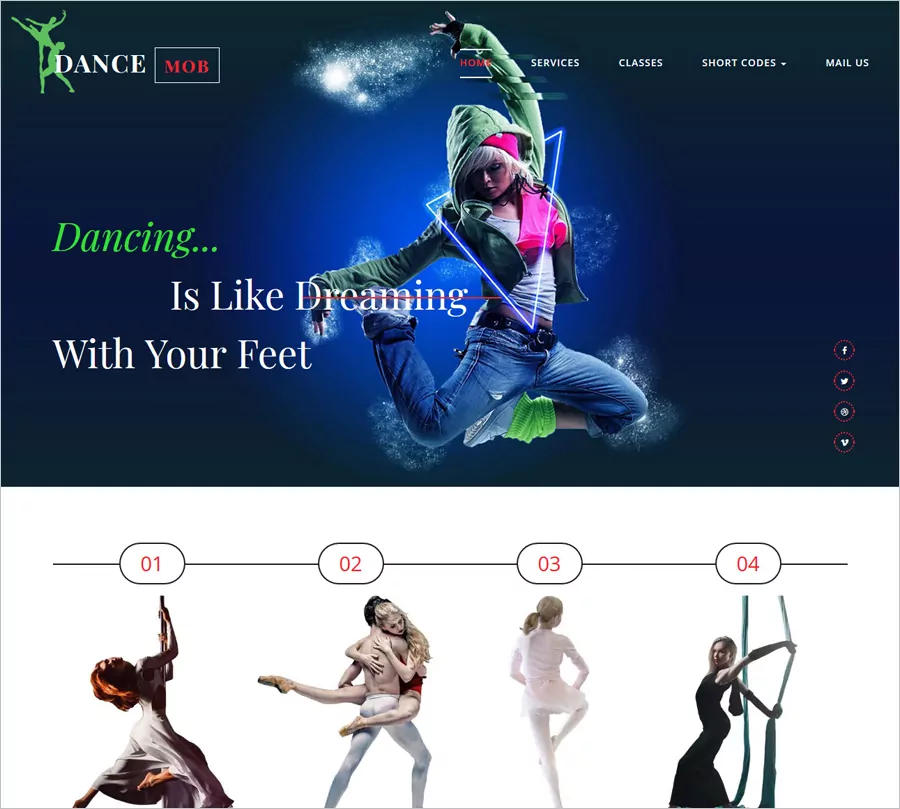 DANCE MOB
HOME SERVICES CLASSES SHORT CODES MAIL US
Dancing...
Is Like Dreaming
With Your Feet
01 02 03 04